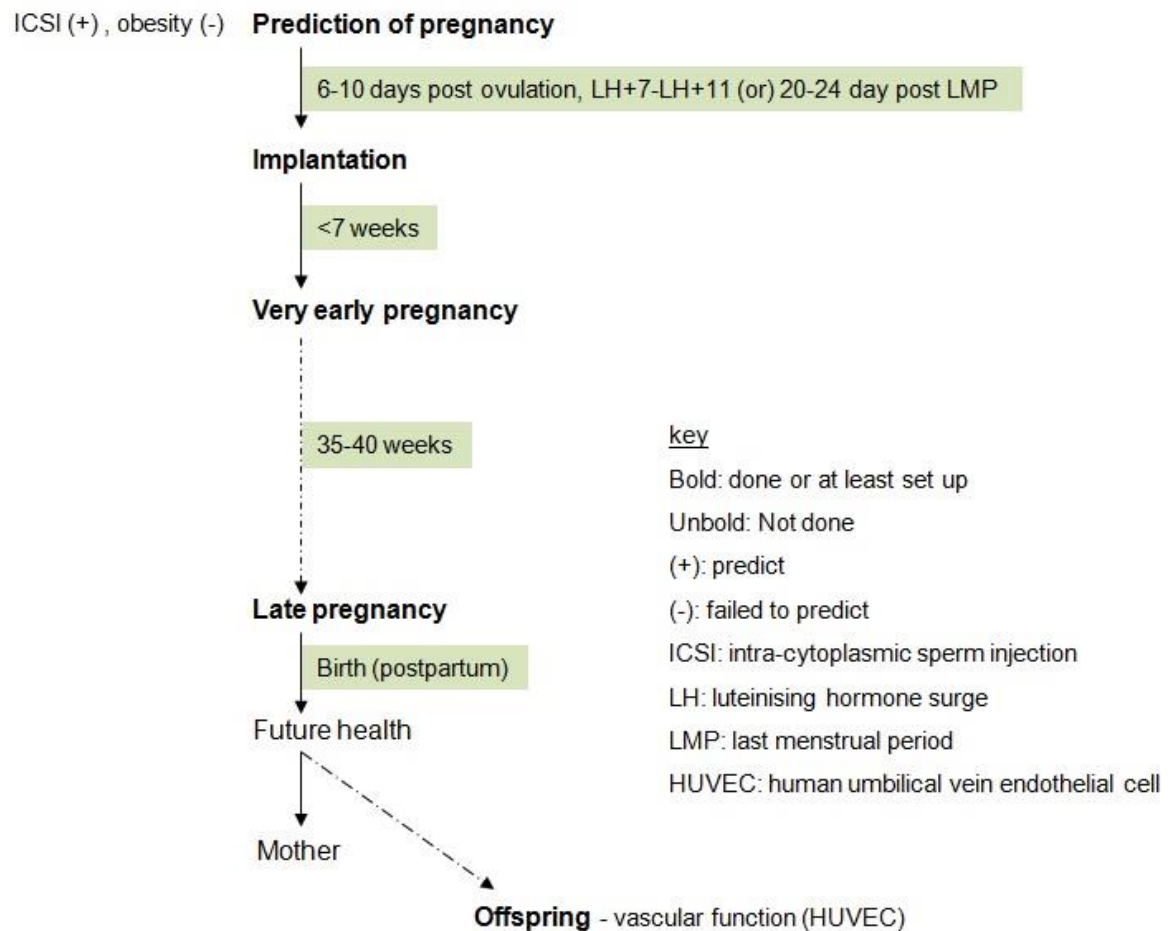 ICSI (+) , obesity (-) Prediction of pregnancy
6-10 days post ovulation, LH+7-LH+11 (or) 20-24 day post LMP
Implantation
<7 weeks
Very early pregnancy
35-40 weeks
Late pregnancy
Birth (postpartum)
Future health
Mother
Offspring - vascular function (HUVEC)
key
Bold: done or at least set up
Unbold: Not done
(+): predict
(-): failed to predict
ICSI: intra-cytoplasmic sperm injection
LH: luteinising hormone surge
LMP: last menstrual period
HUVEC: human umbilical vein endothelial cell